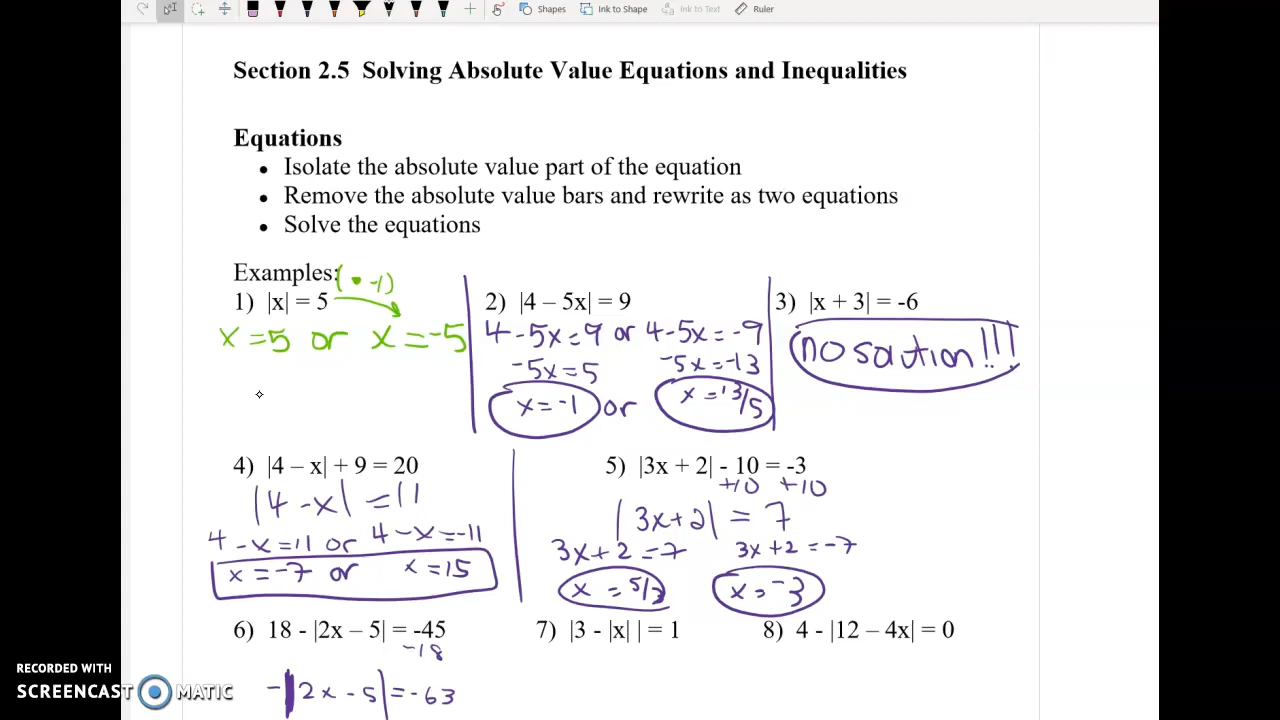 Shapes Ink to Shape Ink to Text Ruler
Section 2.5 Solving Absolute Value Equations and Inequalities
Equations
• Isolate the absolute value part of the equation
• Remove the absolute value bars and rewrite as two equations
• Solve the equations
Examples:
(• -1)
1) |x| = 5
x = 5 or x = -5
2) |4 – 5x| = 9
4 - 5x = 9 or 4 - 5x = -9
-5x = 5 -5x = -13
x = -1 or x = 13/5
3) |x + 3| = -6
no solution!!!
4) |4 – x| + 9 = 20
|4 - x| = 11
4 - x = 11 or 4 - x = -11
x = -7 or x = 15
5) |3x + 2| - 10 = -3
+10 +10
|3x + 2| = 7
3x + 2 = 7 3x + 2 = -7
x = 5/3 x = -3
6) 18 - |2x – 5| = -45
-18
-|2x - 5| = -63
7) |3 - |x| | = 1
8) 4 - |12 – 4x| = 0
RECORDED WITH
SCREENCAST MATIC